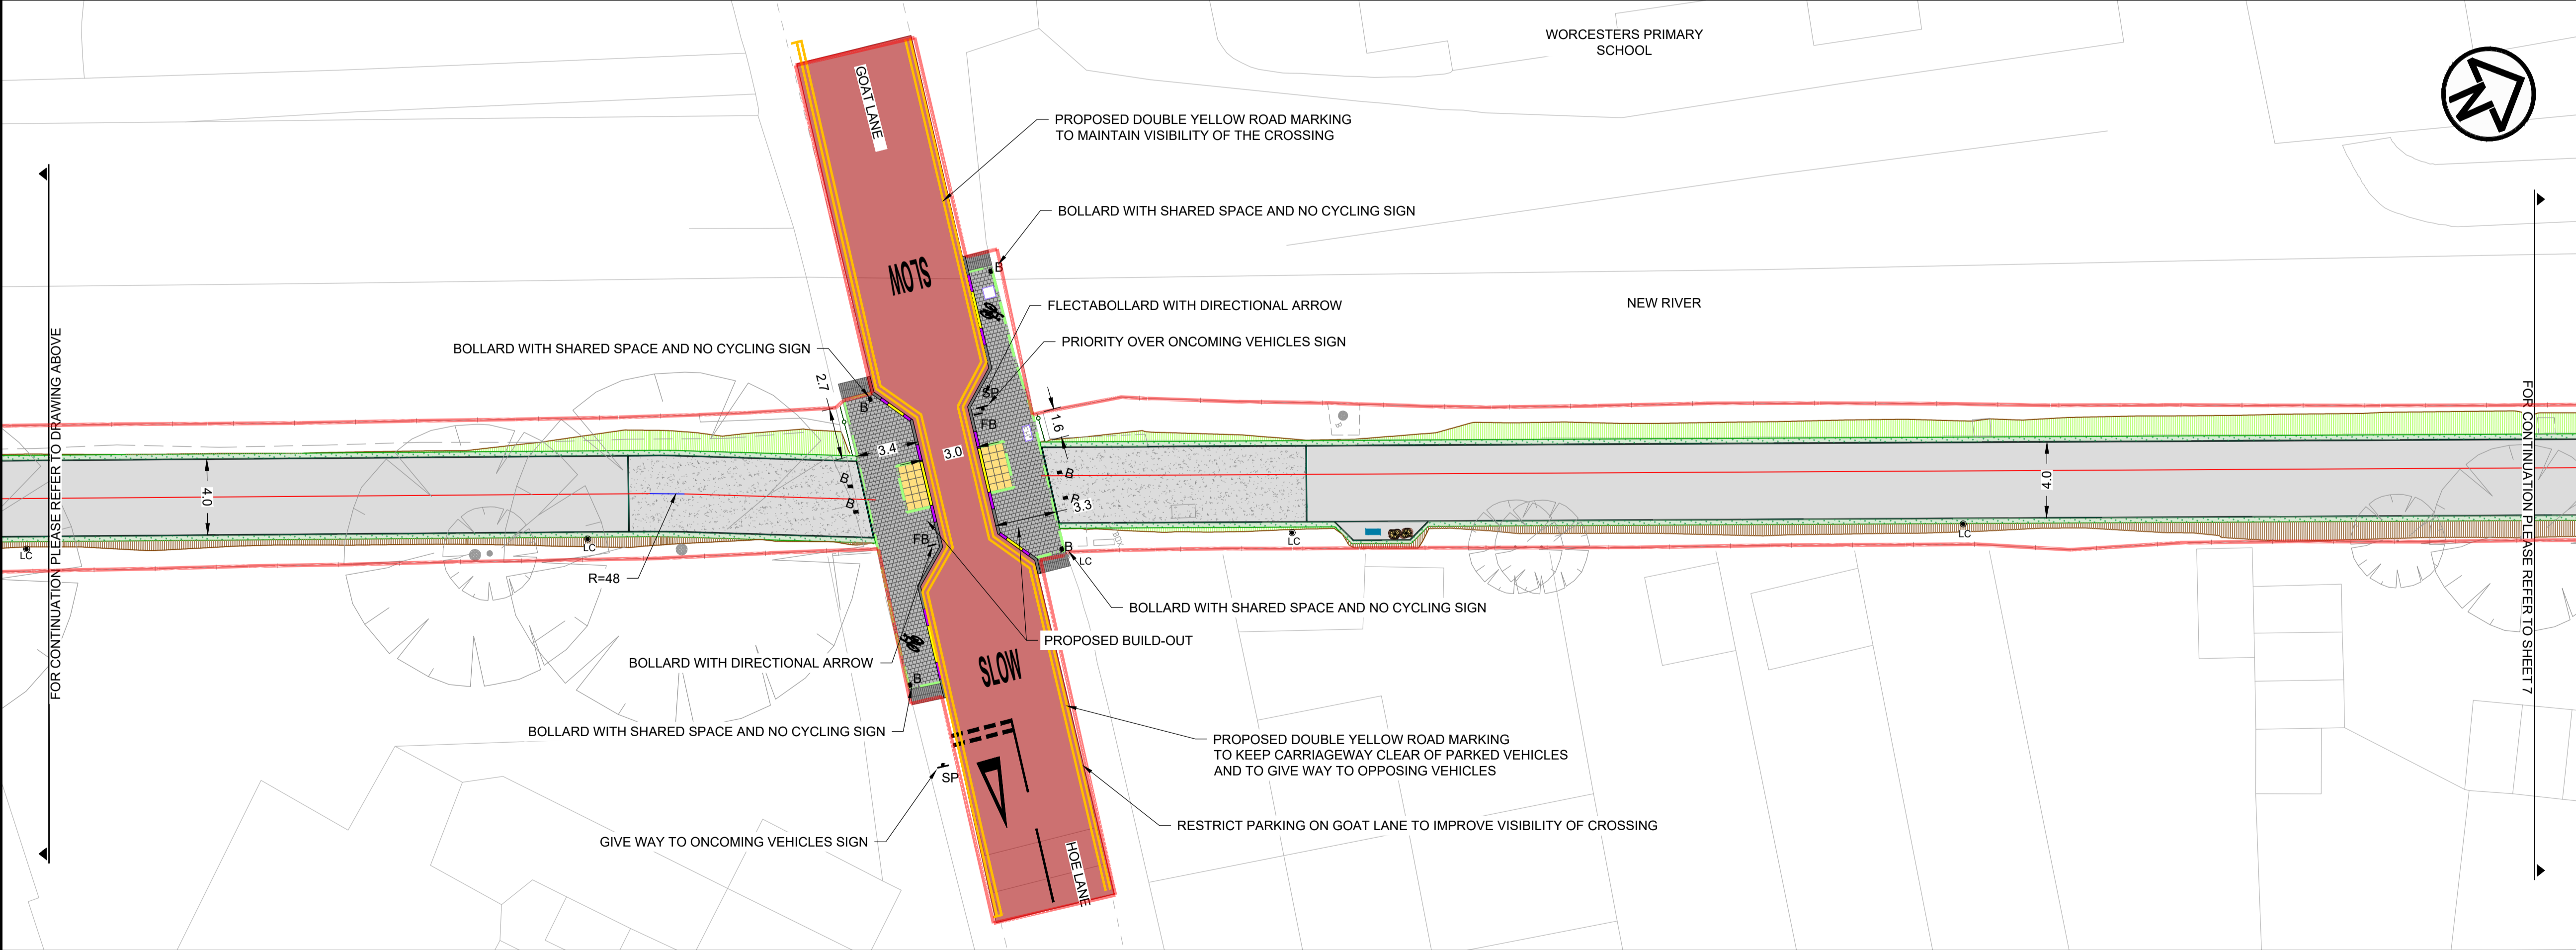 WORCESTERS PRIMARY
SCHOOL
N
GOAT LANE
PROPOSED DOUBLE YELLOW ROAD MARKING
TO MAINTAIN VISIBILITY OF THE CROSSING
BOLLARD WITH SHARED SPACE AND NO CYCLING SIGN
SLOW
B
FLECTABOLLARD WITH DIRECTIONAL ARROW
NEW RIVER
PRIORITY OVER ONCOMING VEHICLES SIGN
BOLLARD WITH SHARED SPACE AND NO CYCLING SIGN
FOR CONTINUATION PLEASE REFER TO DRAWING ABOVE
FOR CONTINUATION PLEASE REFER TO SHEET 7
2.7
B
SP
FB
1.6
3.4
3.0
4.0
B
B
B
B
3.3
4.0
FB
B
LC
LC
LC
BOX
LC
LC
R=48
BOLLARD WITH SHARED SPACE AND NO CYCLING SIGN
PROPOSED BUILD-OUT
BOLLARD WITH DIRECTIONAL ARROW
SLOW
B
BOLLARD WITH SHARED SPACE AND NO CYCLING SIGN
PROPOSED DOUBLE YELLOW ROAD MARKING
TO KEEP CARRIAGEWAY CLEAR OF PARKED VEHICLES
AND TO GIVE WAY TO OPPOSING VEHICLES
SP
RESTRICT PARKING ON GOAT LANE TO IMPROVE VISIBILITY OF CROSSING
GIVE WAY TO ONCOMING VEHICLES SIGN
HOE LANE